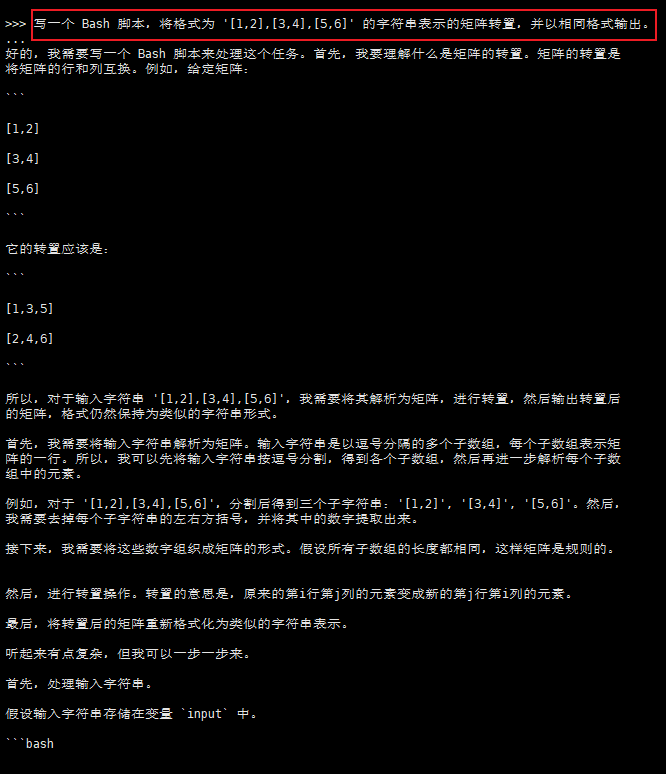 >>> 写一个 Bash 脚本，将格式为 '[1,2],[3,4],[5,6]' 的字符串表示的矩阵转置，并以相同格式输出。
...
好的，我需要写一个 Bash 脚本来处理这个任务。首先，我要理解什么是矩阵的转置。矩阵的转置是
将矩阵的行和列互换。例如，给定矩阵：
```
[1,2]
[3,4]
[5,6]
```
它的转置应该是：
```
[1,3,5]
[2,4,6]
```
所以，对于输入字符串 '[1,2],[3,4],[5,6]'，我需要将其解析为矩阵，进行转置，然后输出转置后
的矩阵，格式仍然保持为类似的字符串形式。
首先，我需要将输入字符串解析为矩阵。输入字符串是以逗号分隔的多个子数组，每个子数组表示矩
阵的一行。所以，我可以先将输入字符串按逗号分割，得到各个子数组，然后再进一步解析每个子数
组中的元素。
例如，对于 '[1,2],[3,4],[5,6]'，分割后得到三个子字符串：'[1,2]'，'[3,4]'，'[5,6]'。然后，
我需要去掉每个子字符串的左右方括号，并将其中的数字提取出来。
接下来，我需要将这些数字组织成矩阵的形式。假设所有子数组的长度都相同，这样矩阵是规则的。
然后，进行转置操作。转置的意思是，原来的第i行第j列的元素变成新的第j行第i列的元素。
最后，将转置后的矩阵重新格式化为类似的字符串表示。
听起来有点复杂，但我可以一步一步来。
首先，处理输入字符串。
假设输入字符串存储在变量 `input` 中。
```bash